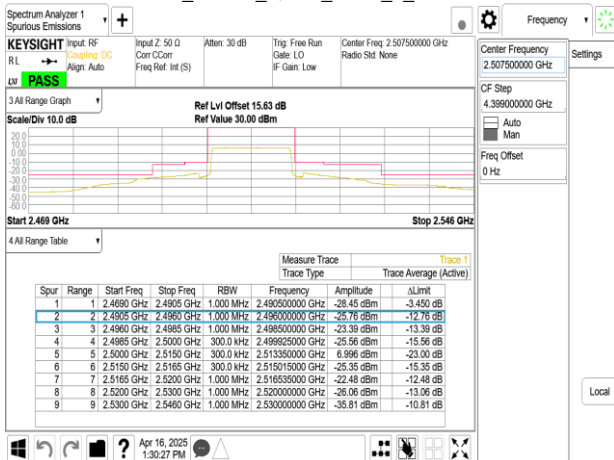 Spectrum Analyzer 1
Spurious Emissions
+
Frequency
KEYSIGHT Input: RF Input Z: 50 Ω Atten: 30 dB Trig: Free Run Center Freq: 2.507500000 GHz
RL Coupling: DC Corr CCorr Gate: LO Radio Std: None
Align: Auto Freq Ref: Int (S) IF Gain: Low
PASS
Center Frequency
2.507500000 GHz
Settings
CF Step
4.399000000 GHz
Auto
Man
Freq Offset
0 Hz
Local
3 All Range Graph
Ref Lvl Offset 15.63 dB
Scale/Div 10.0 dB Ref Value 30.00 dBm
20.0
10.0
0.00
-10.0
-20.0
-30.0
-40.0
-50.0
-60.0
Start 2.469 GHz Stop 2.546 GHz
4 All Range Table
Measure Trace Trace 1
Trace Type Trace Average (Active)
Spur Range Start Freq Stop Freq RBW Frequency Amplitude ΔLimit
1 1 2.4690 GHz 2.4905 GHz 1.000 MHz 2.490500000 GHz -28.45 dBm -3.450 dB
2 2 2.4905 GHz 2.4960 GHz 1.000 MHz 2.496000000 GHz -25.76 dBm -12.76 dB
3 3 2.4960 GHz 2.4985 GHz 1.000 MHz 2.498500000 GHz -23.39 dBm -13.39 dB
4 4 2.4985 GHz 2.5000 GHz 300.0 kHz 2.499925000 GHz -25.56 dBm -15.56 dB
5 5 2.5000 GHz 2.5150 GHz 300.0 kHz 2.513350000 GHz 6.996 dBm -23.00 dB
6 6 2.5150 GHz 2.5165 GHz 300.0 kHz 2.515015000 GHz -25.35 dBm -15.35 dB
7 7 2.5165 GHz 2.5200 GHz 1.000 MHz 2.516535000 GHz -22.48 dBm -12.48 dB
8 8 2.5200 GHz 2.5300 GHz 1.000 MHz 2.520000000 GHz -26.06 dBm -13.06 dB
9 9 2.5300 GHz 2.5460 GHz 1.000 MHz 2.530000000 GHz -35.81 dBm -10.81 dB
?
Apr 16, 2025
1:30:27 PM